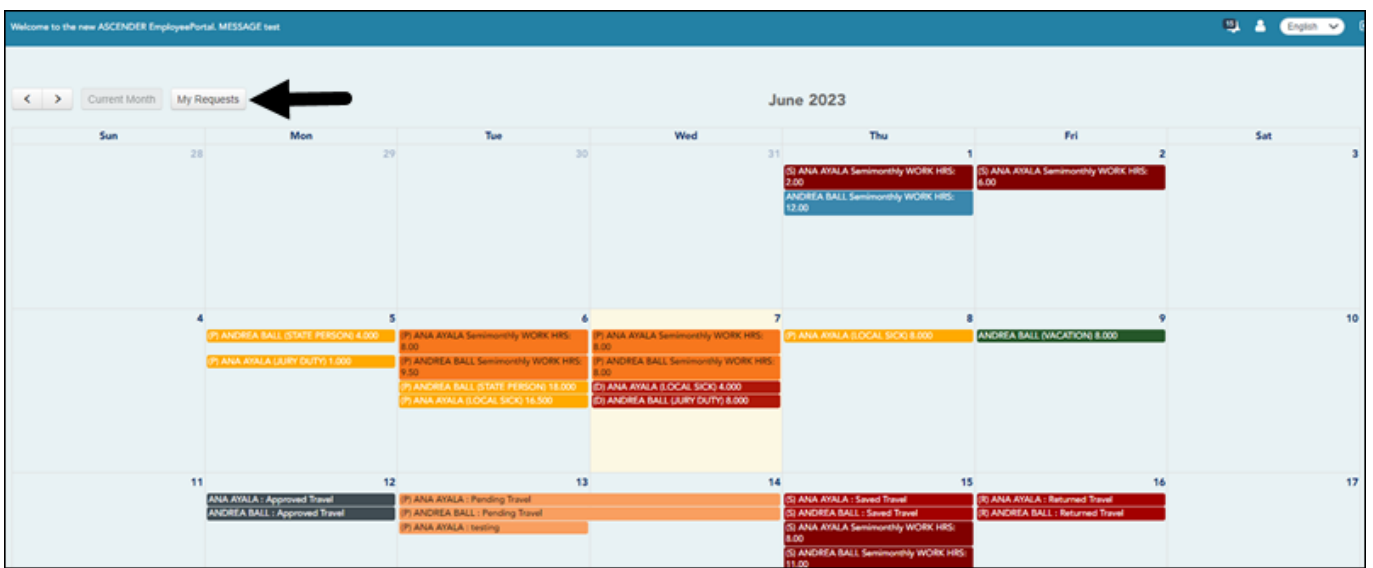 Welcome to the new ASCENDER EmployeePortal. MESSAGE test
15
English
< > Current Month My Requests
June 2023
Sun Mon Tue Wed Thu Fri Sat
28 29 30 31 1 2 3
(S) ANA AYALA Semimonthly WORK HRS:
2.00
ANDREA BALL Semimonthly WORK HRS:
12.00
(S) ANA AYALA Semimonthly WORK HRS:
6.00
4 5 6 7 8 9 10
(P) ANDREA BALL (STATE PERSON) 4.000
(P) ANA AYALA (JURY DUTY) 1.000
(P) ANA AYALA Semimonthly WORK HRS:
8.00
(P) ANDREA BALL Semimonthly WORK HRS:
9.50
(P) ANDREA BALL (STATE PERSON) 18.000
(P) ANA AYALA (LOCAL SICK) 16.500
(P) ANA AYALA Semimonthly WORK HRS:
8.00
(P) ANDREA BALL Semimonthly WORK HRS:
8.00
(D) ANA AYALA (LOCAL SICK) 4.000
(D) ANDREA BALL (JURY DUTY) 8.000
(P) ANA AYALA (LOCAL SICK) 8.000
ANDREA BALL (VACATION) 8.000
11 12 13 14 15 16 17
ANA AYALA : Approved Travel
ANDREA BALL : Approved Travel
(P) ANA AYALA : Pending Travel
(P) ANDREA BALL : Pending Travel
(P) ANA AYALA : testing
(S) ANA AYALA : Saved Travel
(S) ANDREA BALL : Saved Travel
(S) ANA AYALA Semimonthly WORK HRS:
8.00
(S) ANDREA BALL Semimonthly WORK HRS:
11.00
(R) ANA AYALA : Returned Travel
(R) ANDREA BALL : Returned Travel